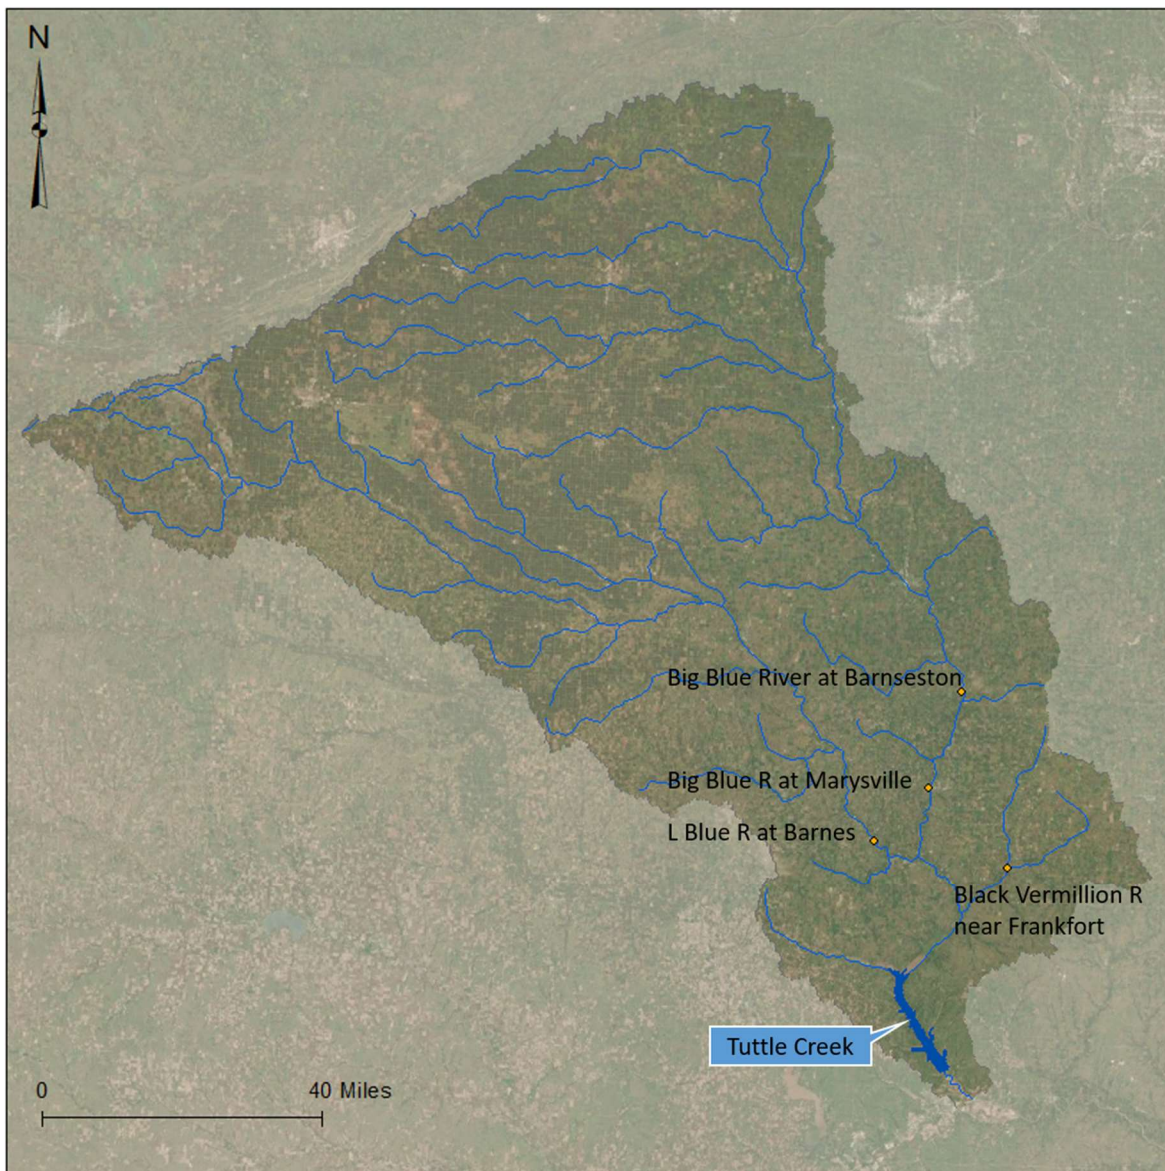 N
Big Blue River at Barnseston
Big Blue R at Marysville
L Blue R at Barnes
Black Vermillion R
near Frankfort
Tuttle Creek
0 40 Miles